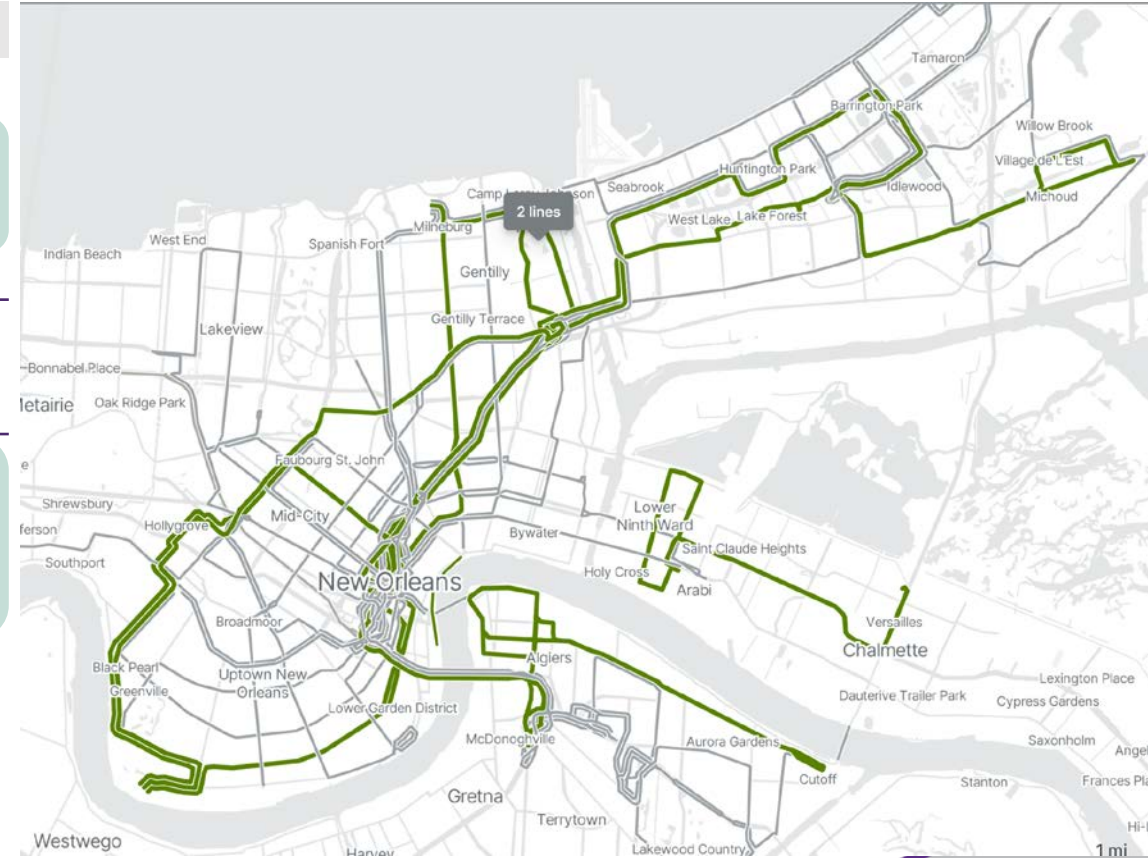 Tamaron
Barrington Park
Willow Brook
Village de L'Est
Huntington Park
Seabrook
Idlewood
Michoud
Camp Leroy Johnson
2 lines
West Lake
Lake Forest
Milneburg
West End
Spanish Fort
Indian Beach
Gentilly
Gentilly Terrace
Lakeview
Bonnabel Place
Oak Ridge Park
Faubourg St. John
Shrewsbury
Hollygrove
Mid-City
Lower
Ninth Ward
Bywater
Saint Claude Heights
Southport
Holy Cross
Arabi
New Orleans
Broadmoor
Versailles
Chalmette
Black Pearl
Greenville
Uptown New
Orleans
Algiers
Lower Garden District
Lexington Place
Dauterive Trailer Park
Cypress Gardens
McDonoghville
Aurora Gardens
Saxonholm
Cutoff
Stanton
Gretna
Terrytown
Westwego
Harvey
Lakewood Country
1 mi